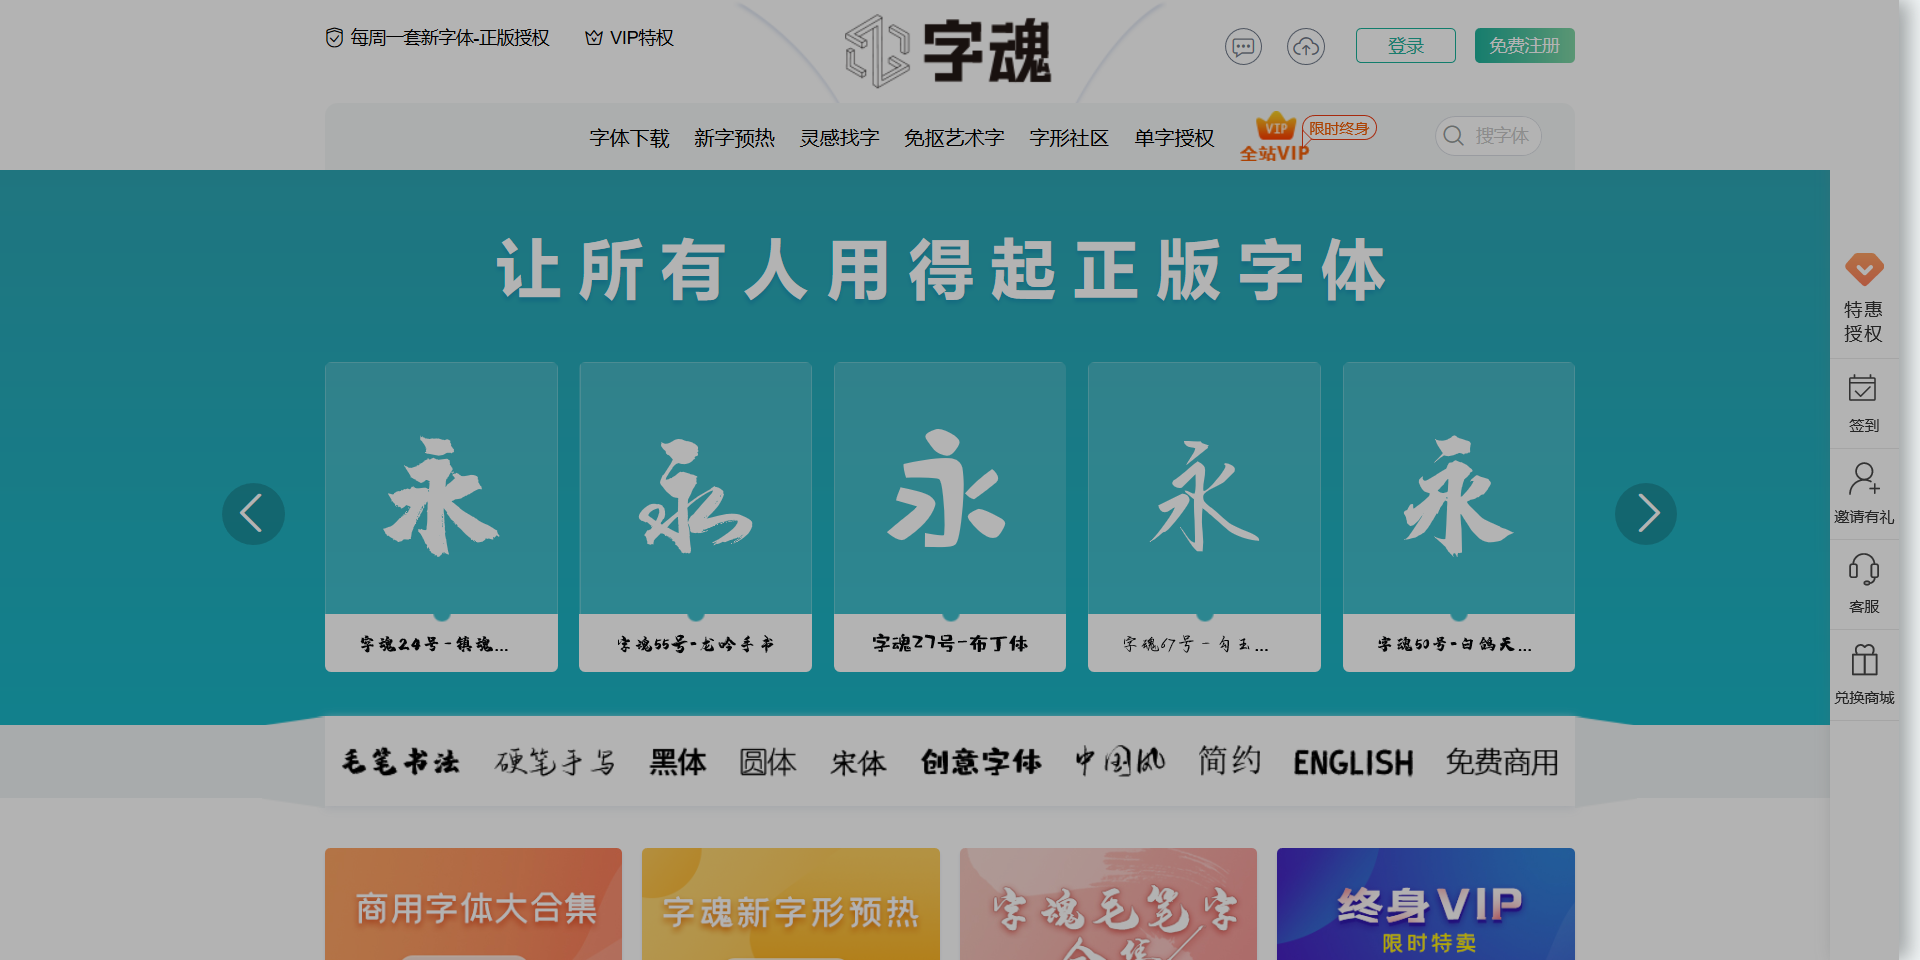 每周一套新字体-正版授权
VIP特权
字魂
登录
免费注册
字体下载
新字预热
灵感找字
免抠艺术字
字形社区
单字授权
VIP
全站VIP
限时终身
搜字体
让所有人用得起正版字体
永
永
永
永
永
字魂24号-镇魂...
字魂55号-龙吟手书
字魂27号-布丁体
字魂67号-勾玉...
字魂50号-白鸽天...
特惠
授权
签到
邀请有礼
客服
兑换商城
毛笔书法
硬笔手写
黑体
圆体
宋体
创意字体
中国风
简约
ENGLISH
免费商用
商用字体大合集
字魂新字形预热
字魂毛笔字
合集
终身VIP
限时特卖